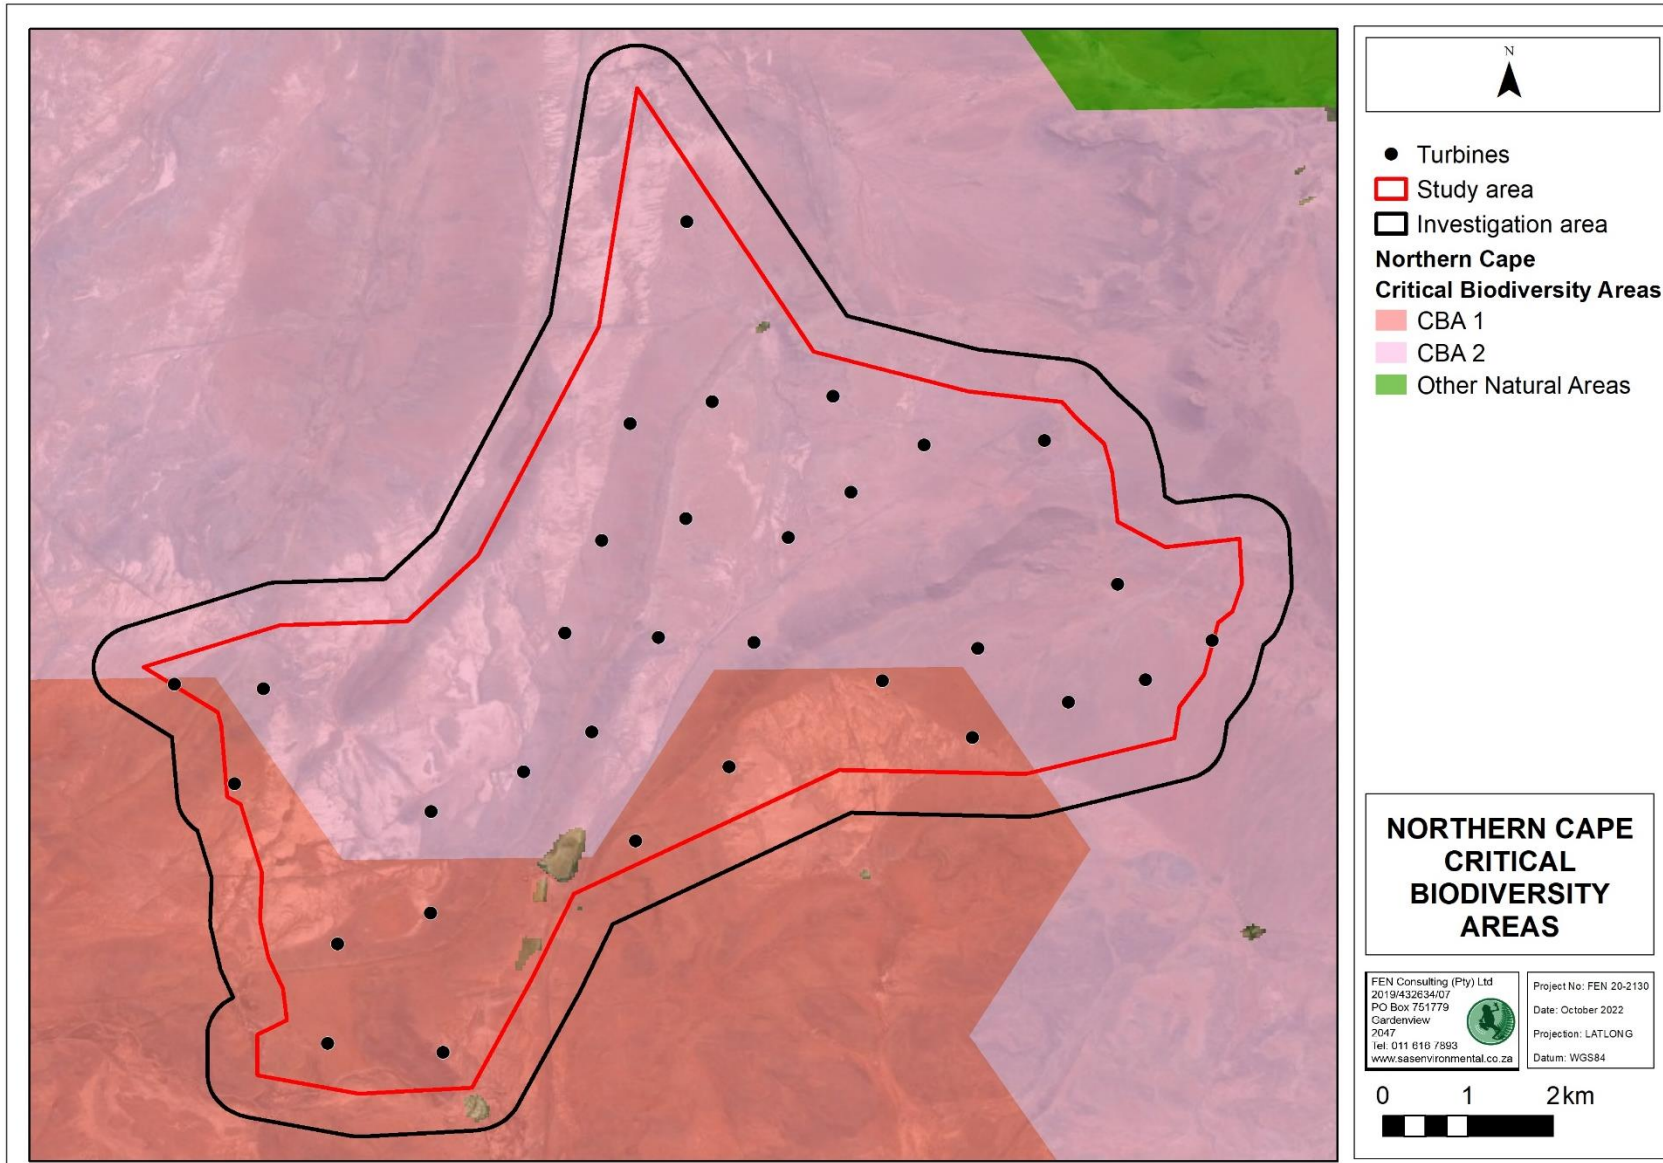 N
Turbines
Study area
Investigation area
Northern Cape
Critical Biodiversity Areas
CBA 1
CBA 2
Other Natural Areas
NORTHERN CAPE
CRITICAL
BIODIVERSITY
AREAS
FEN Consulting (Pty) Ltd
2019/432634/07
PO Box 751779
Gardenview
2047
Tel: 011 616 7893
www.sasenvironmental.co.za
Project No: FEN 20-2130
Date: October 2022
Projection: LATLONG
Datum: WGS84
0 1 2 km